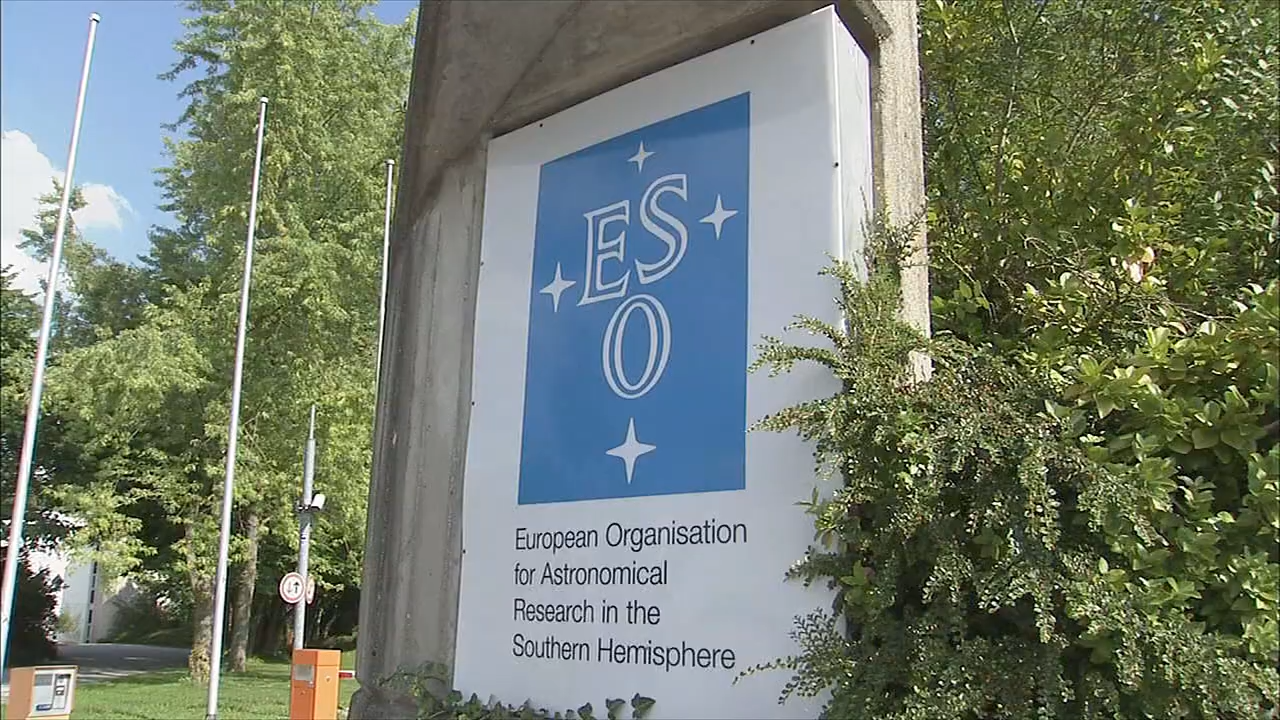 ES
O
European Organisation
for Astronomical
Research in the
Southern Hemisphere